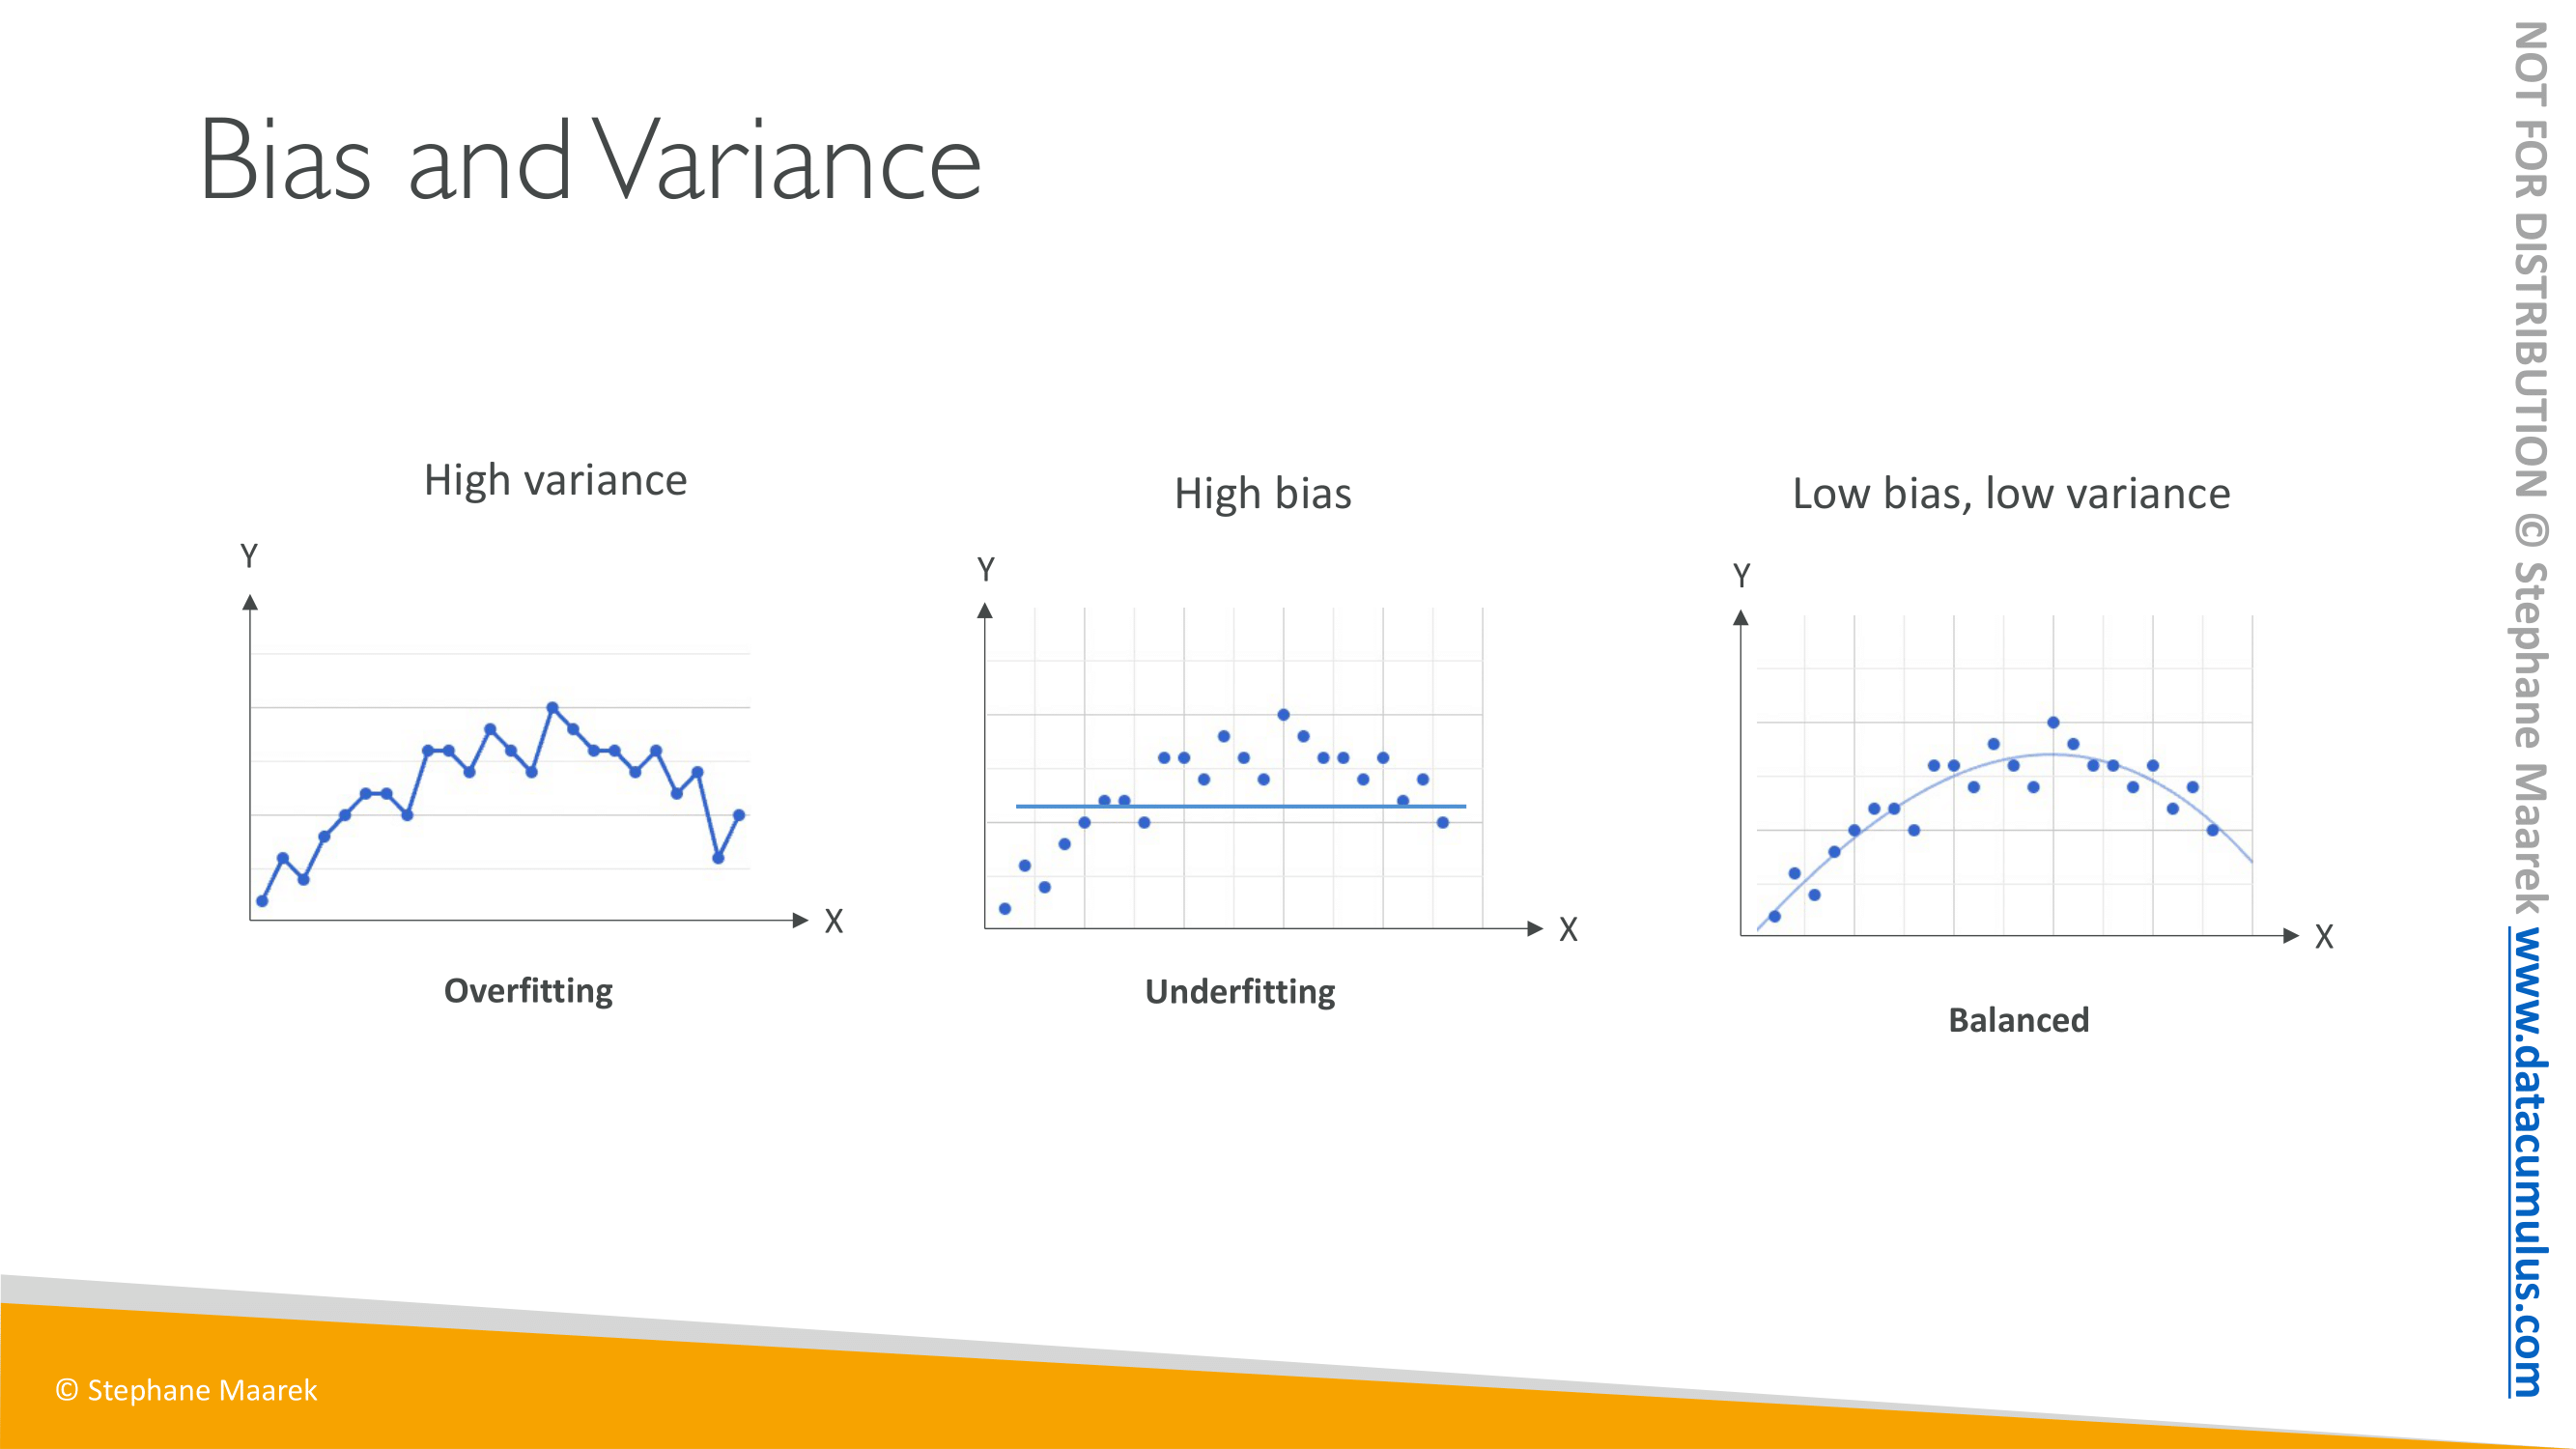 Bias and Variance
High variance
Y
X
Overfitting
High bias
Y
X
Underfitting
Low bias, low variance
Y
X
Balanced
© Stephane Maarek
NOT FOR DISTRIBUTION © Stephane Maarek www.datacumulus.com